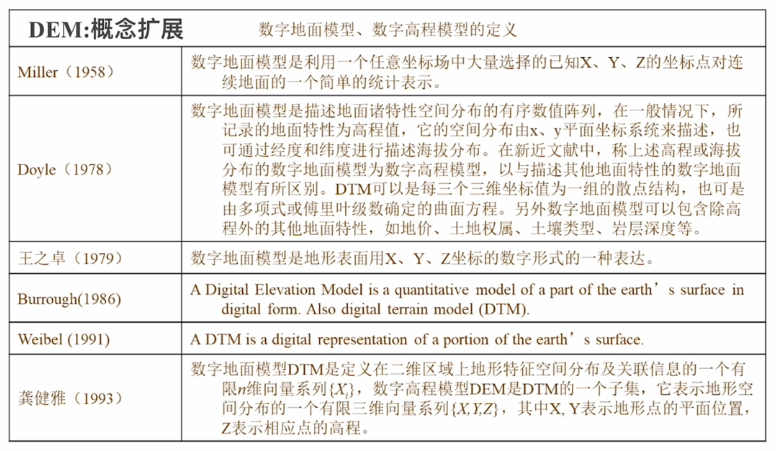 DEM:概念扩展
数字地面模型、数字高程模型的定义
Miller（1958）
数字地面模型是利用一个任意坐标场中大量选择的已知X、Y、Z的坐标点对连
续地面的一个简单的统计表示。
Doyle（1978）
数字地面模型是描述地面诸特性空间分布的有序数值阵列，在一般情况下，所
记录的地面特性为高程值，它的空间分布由x、y平面坐标系统来描述，也
可通过经度和纬度进行描述海拔分布。在新近文献中，称上述高程或海拔
分布的数字地面模型为数字高程模型，以与描述其他地面特性的数字地面
模型有所区别。DTM可以是每三个三维坐标值为一组的散点结构，也可是
由多项式或傅里叶级数确定的曲面方程。另外数字地面模型可以包含除高
程外的其他地面特性，如地价、土地权属、土壤类型、岩层深度等。
王之卓（1979）
数字地面模型是地形表面用X、Y、Z坐标的数字形式的一种表达。
Burrough(1986)
A Digital Elevation Model is a quantitative model of a part of the earth’s surface in
digital form. Also digital terrain model (DTM).
Weibel (1991)
A DTM is a digital representation of a portion of the earth’s surface.
龚健雅（1993）
数字地面模型DTM是定义在二维区域上地形特征空间分布及关联信息的一个有
限n维向量系列{Xi}，数字高程模型DEM是DTM的一个子集，它表示地形空
间分布的一个有限三维向量系列{X,Y,Z}，其中X, Y表示地形点的平面位置，
Z表示相应点的高程。